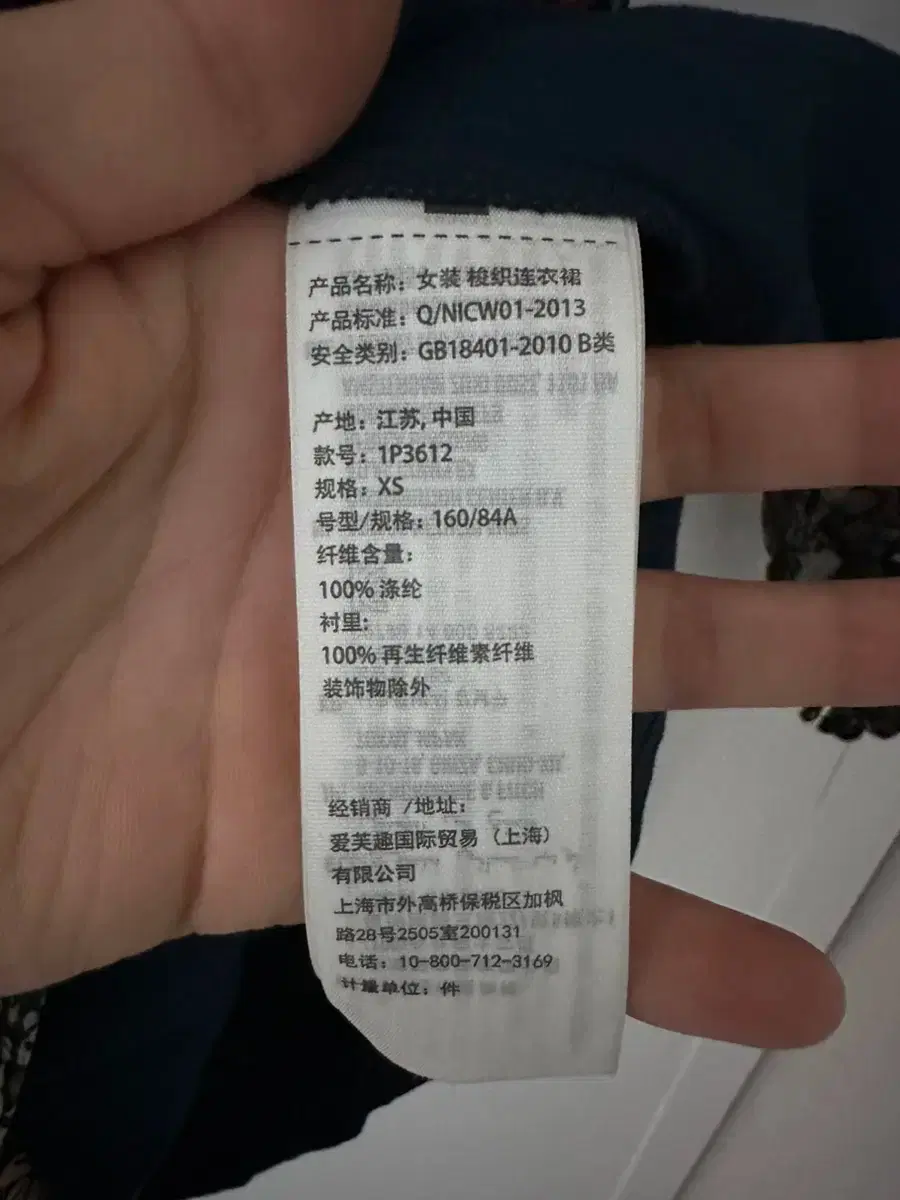 产品名称：女装 梭织连衣裙
产品标准：Q/NICW01-2013
安全类别：GB18401-2010 B类
产地：江苏, 中国
款号：1P3612
规格：XS
号型/规格：160/84A
纤维含量：
100% 涤纶
衬里:
100% 再生纤维素纤维
装饰物除外
经销商 /地址：
爱芙趣国际贸易（上海）
有限公司
上海市外高桥保税区加枫
路28号2505室200131
电话：10-800-712-3169
计量单位：件